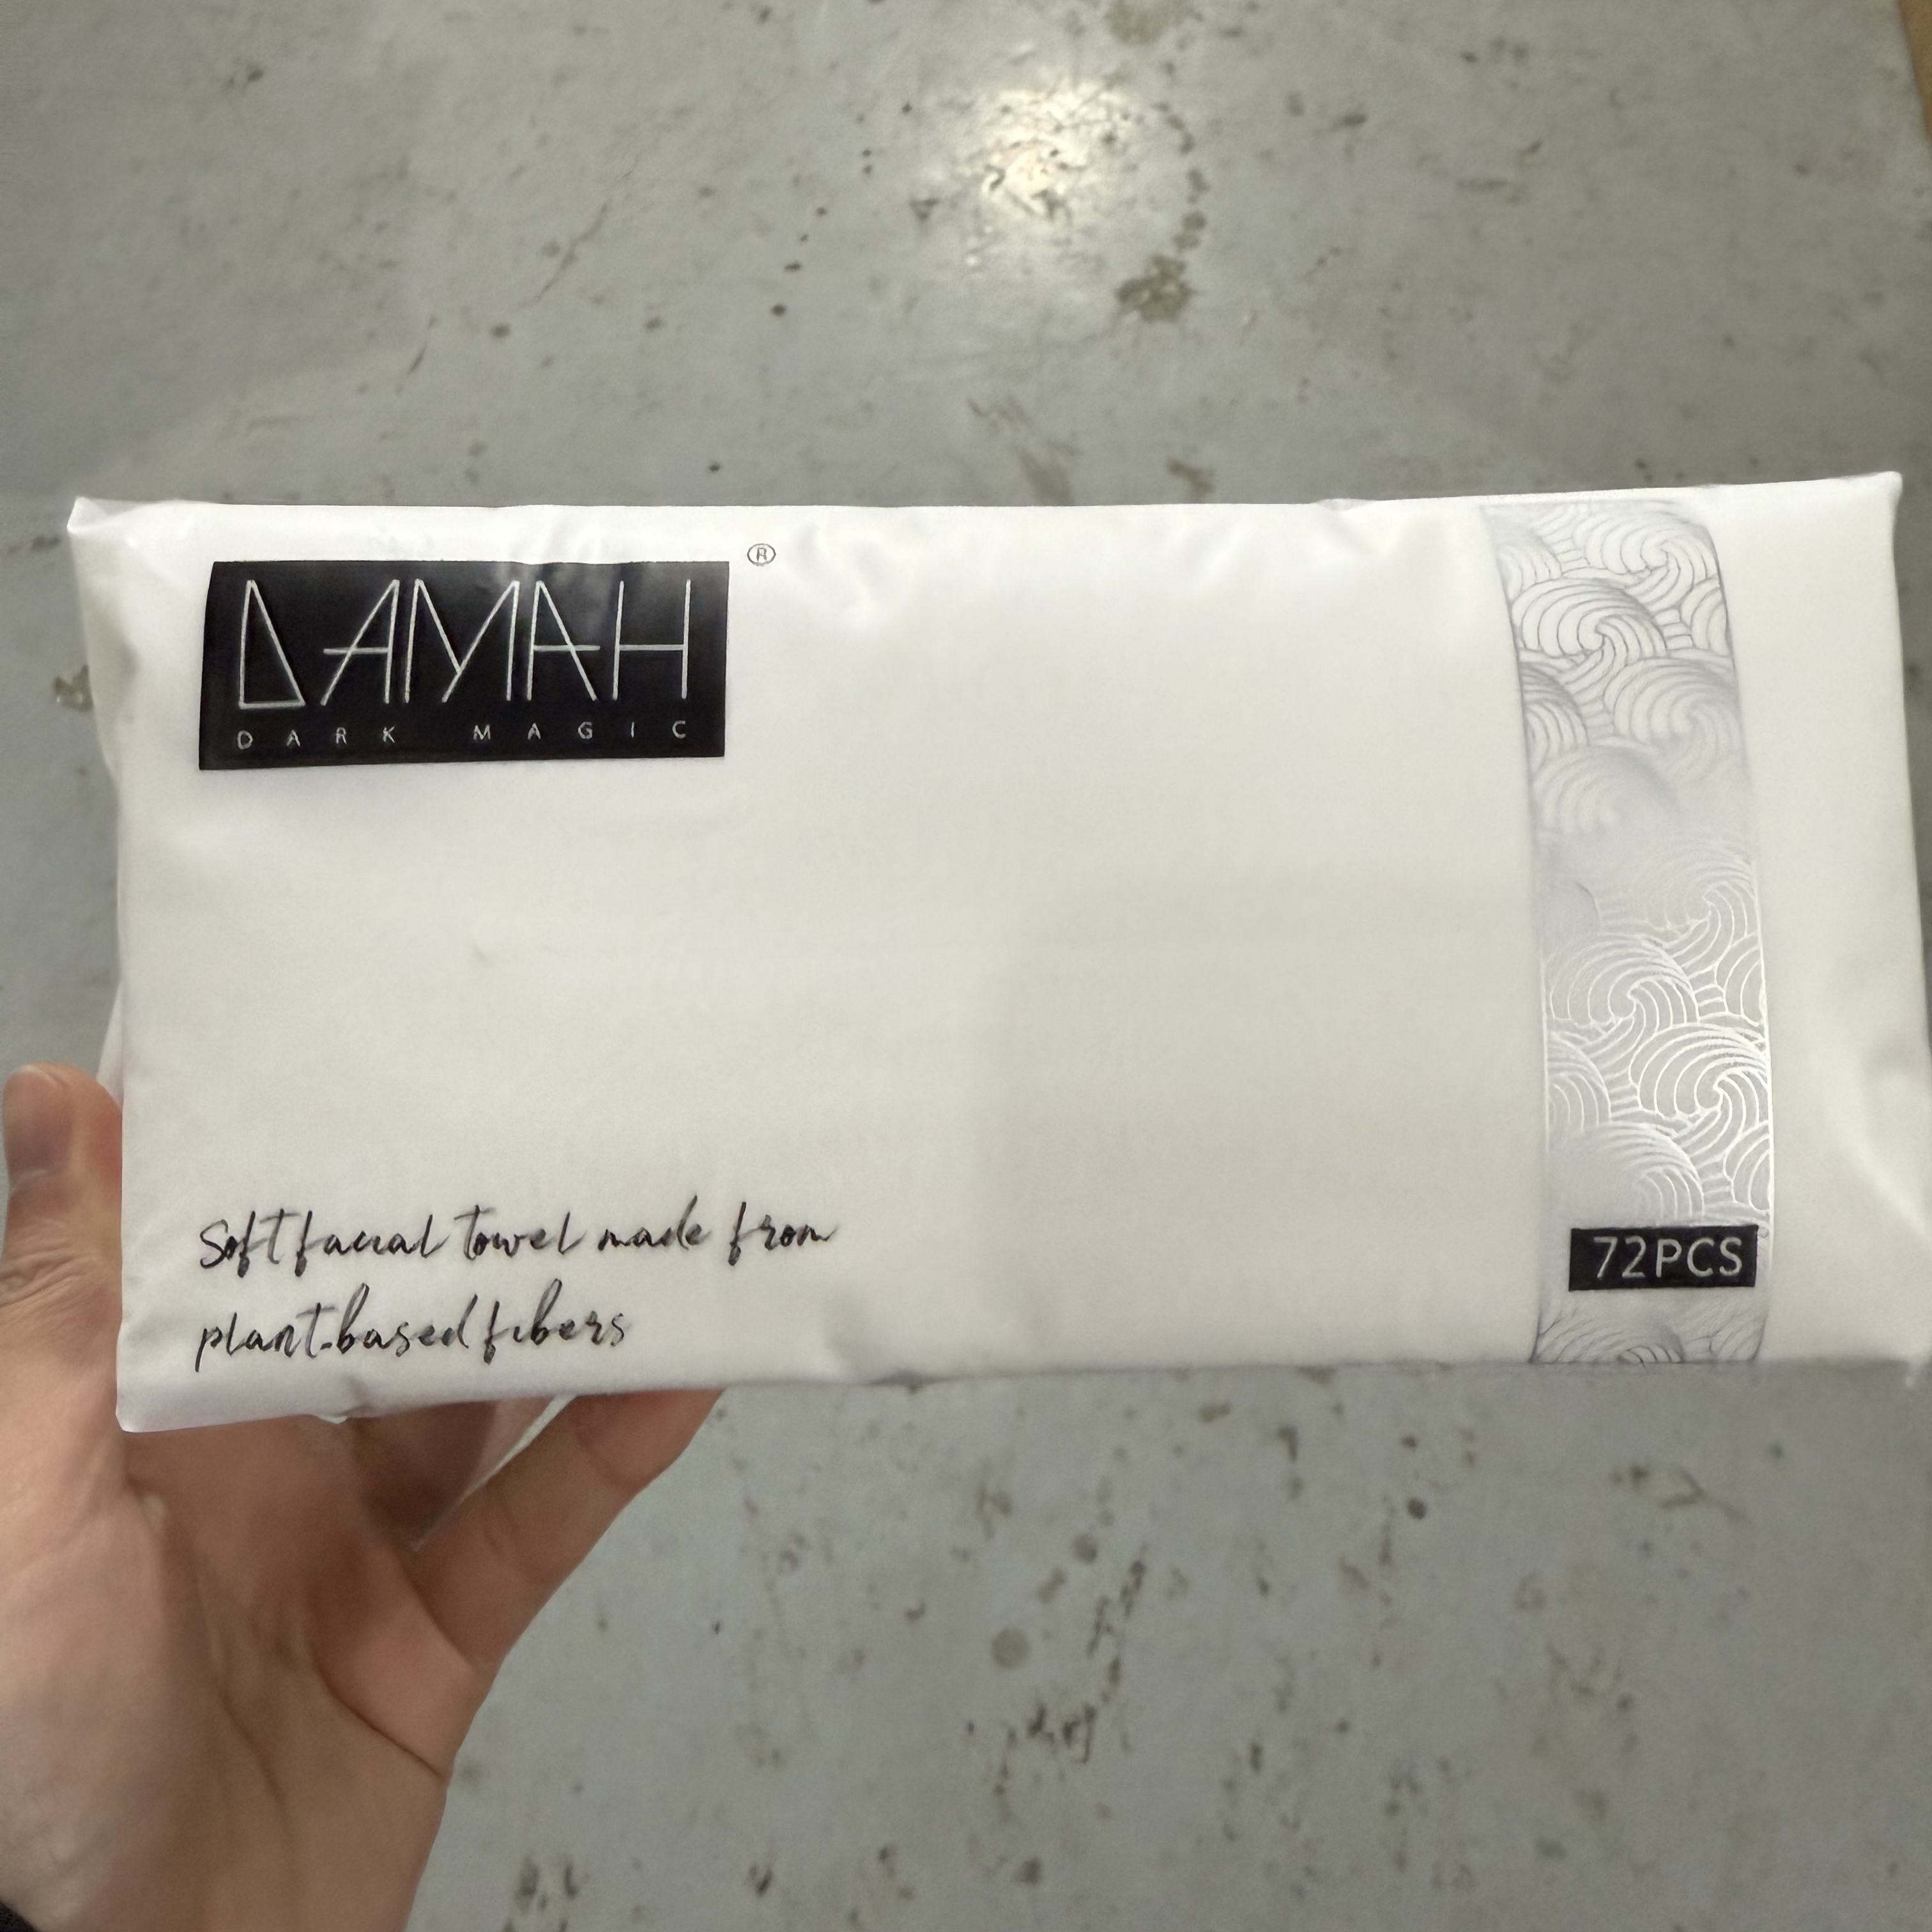 DAMAH
®
DARK MAGIC
Soft facial towel made from
plant-based fibers
72PCS